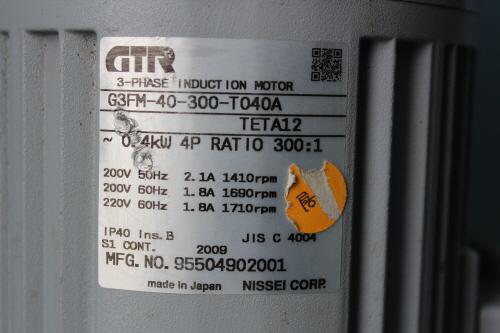 GTR
3-PHASE INDUCTION MOTOR
G3FM-40-300-T040A
TETA12
~ 0.4kW 4P RATIO 300:1
200V 50Hz 2.1A 1410rpm
200V 60Hz 1.8A 1690rpm
220V 60Hz 1.8A 1710rpm
IP40 Ins.B JIS C 4004
S1 CONT. 2009
MFG. NO. 95504902001
made in Japan NISSEI CORP.